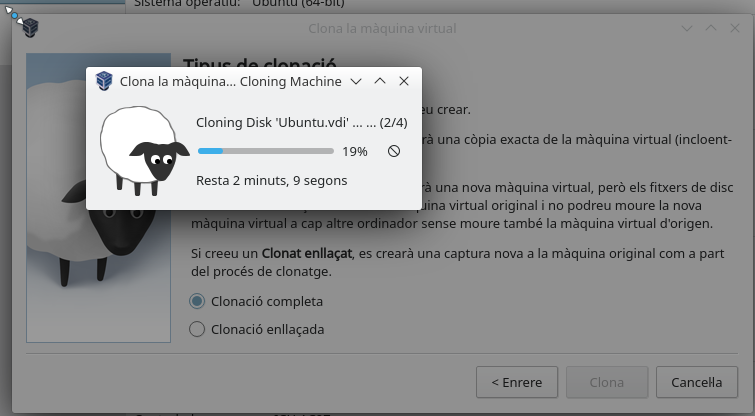 Sistema operatiu: Ubuntu (64-bit)
Clona la màquina virtual
Tipus de clonació
Clona la màquina... Cloning Machine
eu crear.
Cloning Disk 'Ubuntu.vdi' ... ... (2/4)
rà una còpia exacta de la màquina virtual (incloent-
19%
Resta 2 minuts, 9 segons
rà una nova màquina virtual, però els fitxers de disc
uina virtual original i no podreu moure la nova
màquina virtual a cap altre ordinador sense moure també la màquina virtual d'origen.
Si creeu un Clonat enllaçat, es crearà una captura nova a la màquina original com a part
del procés de clonatge.
Clonació completa
Clonació enllaçada
< Enrere
Clona
Cancel·la